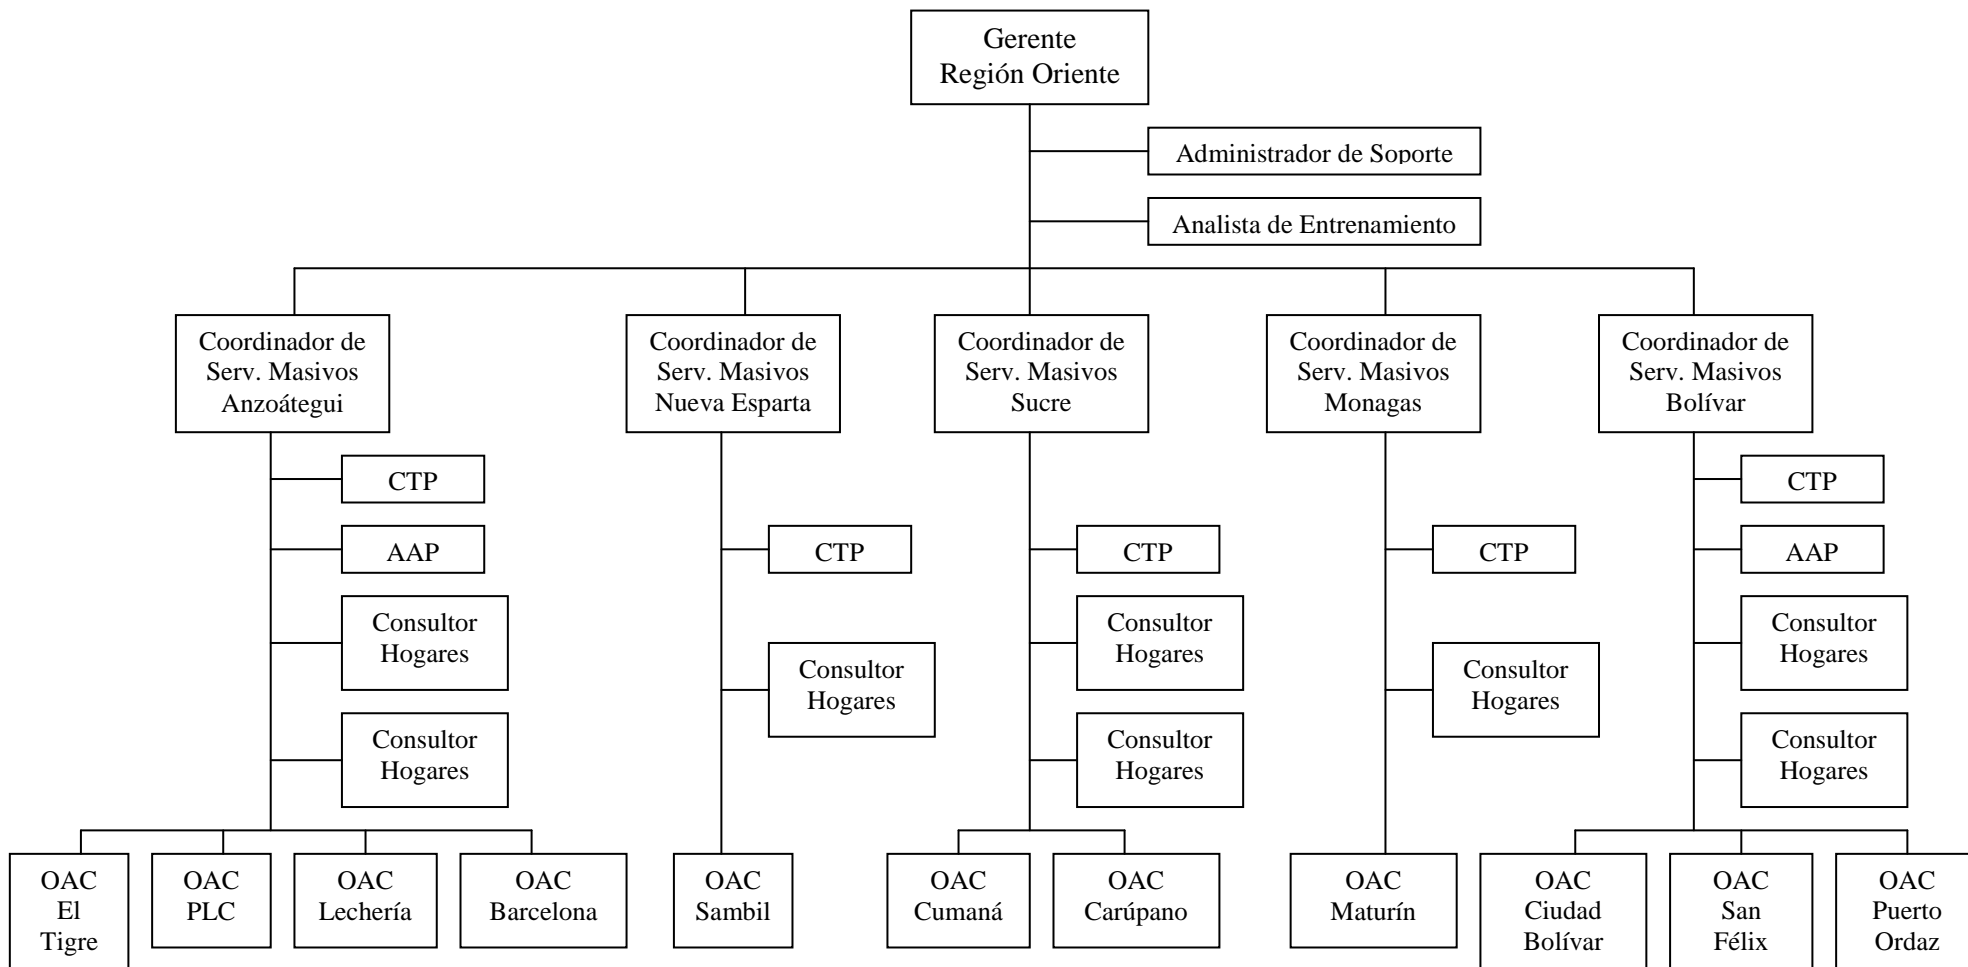 Gerente
Región Oriente
Administrador de Soporte
Analista de Entrenamiento
Coordinador de
Serv. Masivos
Anzoátegui
Coordinador de
Serv. Masivos
Nueva Esparta
Coordinador de
Serv. Masivos
Sucre
Coordinador de
Serv. Masivos
Monagas
Coordinador de
Serv. Masivos
Bolívar
CTP
AAP
Consultor
Hogares
Consultor
Hogares
CTP
Consultor
Hogares
CTP
Consultor
Hogares
Consultor
Hogares
CTP
Consultor
Hogares
CTP
AAP
Consultor
Hogares
Consultor
Hogares
OAC
El
Tigre
OAC
PLC
OAC
Lechería
OAC
Barcelona
OAC
Sambil
OAC
Cumaná
OAC
Carúpano
OAC
Maturín
OAC
Ciudad
Bolívar
OAC
San
Félix
OAC
Puerto
Ordaz